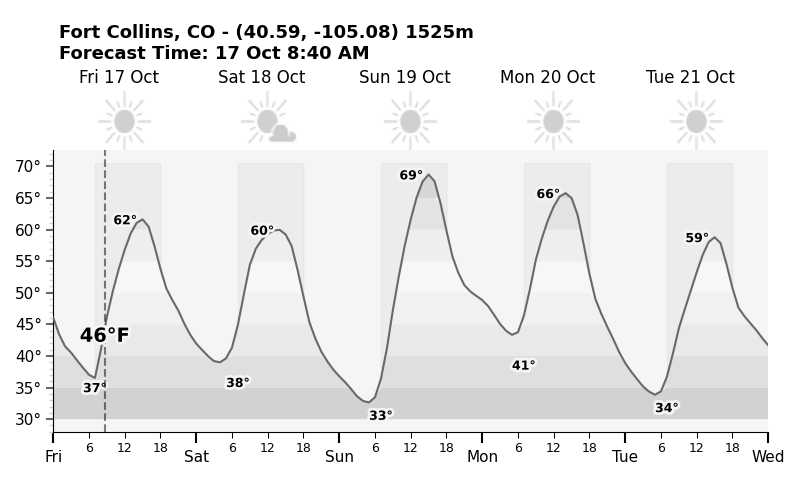 Fort Collins, CO - (40.59, -105.08) 1525m
Forecast Time: 17 Oct 8:40 AM
Fri 17 Oct Sat 18 Oct Sun 19 Oct Mon 20 Oct Tue 21 Oct
70°
65°
60°
55°
50°
45°
40°
35°
30°
62° 60° 69° 66° 59°
46°F
37° 38° 33° 41° 34°
6 12 18 6 12 18 6 12 18 6 12 18 6 12 18
Fri Sat Sun Mon Tue Wed